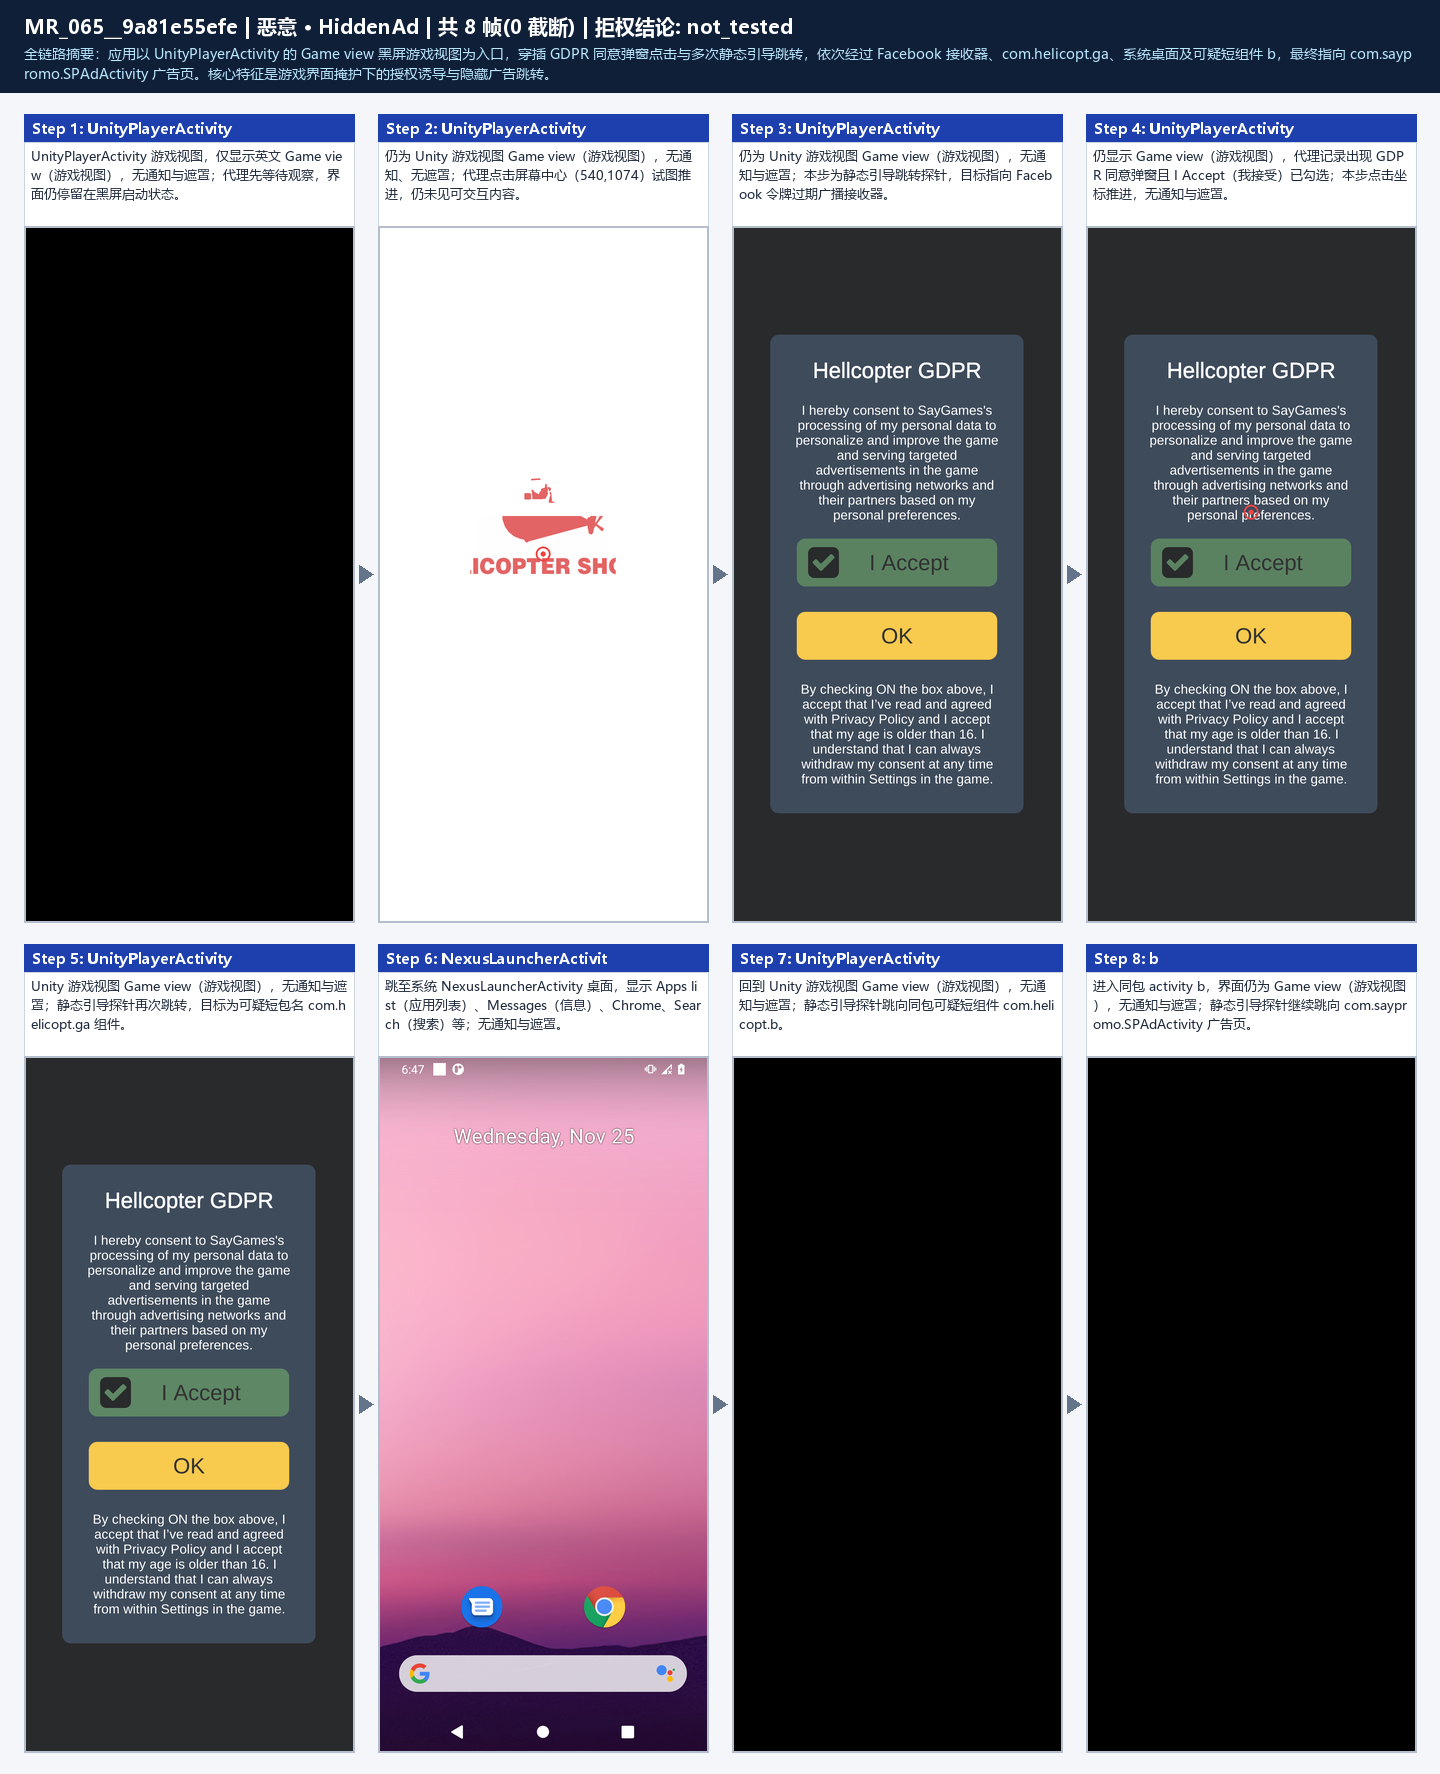 MR_065__9a81e55efe | 恶意 • HiddenAd | 共 8 帧(0 截断) | 拒权结论: not_tested
全链路摘要：应用以 UnityPlayerActivity 的 Game view 黑屏游戏视图为入口，穿插 GDPR 同意弹窗点击与多次静态引导跳转，依次经过 Facebook 接收器、com.helicopt.ga、系统桌面及可疑短组件 b，最终指向 com.sayp
romo.SPAdActivity 广告页。核心特征是游戏界面掩护下的授权诱导与隐藏广告跳转。
Step 1: UnityPlayerActivity
UnityPlayerActivity 游戏视图，仅显示英文 Game vie
w（游戏视图），无通知与遮罩；代理先等待观察，界
面仍停留在黑屏启动状态。
Step 2: UnityPlayerActivity
仍为 Unity 游戏视图 Game view（游戏视图），无通
知、无遮罩；代理点击屏幕中心（540,1074）试图推
进，仍未见可交互内容。
ICOPTER SHO
Step 3: UnityPlayerActivity
仍为 Unity 游戏视图 Game view（游戏视图），无通
知与遮罩；本步为静态引导跳转探针，目标指向 Faceb
ook 令牌过期广播接收器。
Hellcopter GDPR
I hereby consent to SayGames's
processing of my personal data to
personalize and improve the game
and serving targeted
advertisements in the game
through advertising networks and
their partners based on my
personal preferences.
I Accept
OK
By checking ON the box above, I
accept that I've read and agreed
with Privacy Policy and I accept
that my age is older than 16. I
understand that I can always
withdraw my consent at any time
from within Settings in the game.
Step 4: UnityPlayerActivity
仍显示 Game view（游戏视图），代理记录出现 GDP
R 同意弹窗且 I Accept（我接受）已勾选；本步点击坐
标推进，无通知与遮罩。
Hellcopter GDPR
I hereby consent to SayGames's
processing of my personal data to
personalize and improve the game
and serving targeted
advertisements in the game
through advertising networks and
their partners based on my
personal preferences.
I Accept
OK
By checking ON the box above, I
accept that I've read and agreed
with Privacy Policy and I accept
that my age is older than 16. I
understand that I can always
withdraw my consent at any time
from within Settings in the game.
Step 5: UnityPlayerActivity
Unity 游戏视图 Game view（游戏视图），无通知与遮
罩；静态引导探针再次跳转，目标为可疑短包名 com.h
elicopt.ga 组件。
Hellcopter GDPR
I hereby consent to SayGames's
processing of my personal data to
personalize and improve the game
and serving targeted
advertisements in the game
through advertising networks and
their partners based on my
personal preferences.
I Accept
OK
By checking ON the box above, I
accept that I've read and agreed
with Privacy Policy and I accept
that my age is older than 16. I
understand that I can always
withdraw my consent at any time
from within Settings in the game.
Step 6: NexusLauncherActivit
跳至系统 NexusLauncherActivity 桌面，显示 Apps li
st（应用列表）、Messages（信息）、Chrome、Sear
ch（搜索）等；无通知与遮罩。
6:47
Wednesday, Nov 25
Step 7: UnityPlayerActivity
回到 Unity 游戏视图 Game view（游戏视图），无通
知与遮罩；静态引导探针跳向同包可疑短组件 com.heli
copt.b。
Step 8: b
进入同包 activity b，界面仍为 Game view（游戏视图
），无通知与遮罩；静态引导探针继续跳向 com.saypr
omo.SPAdActivity 广告页。